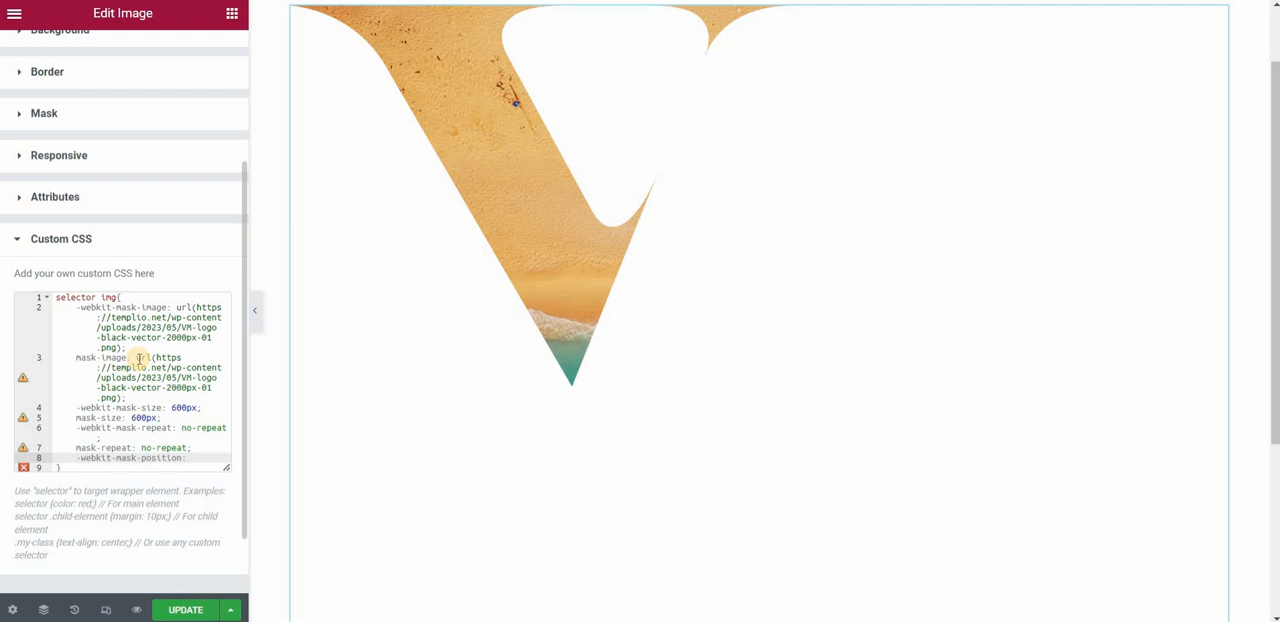 Edit Image
Background
Border
Mask
Responsive
Attributes
Custom CSS
Add your own custom CSS here
1 selector img{
2 -webkit-mask-image: url(https
://templio.net/wp-content
/uploads/2023/05/VM-logo
-black-vector-2000px-01
.png);
3 mask-image: url(https
://templio.net/wp-content
/uploads/2023/05/VM-logo
-black-vector-2000px-01
.png);
4 -webkit-mask-size: 600px;
5 mask-size: 600px;
6 -webkit-mask-repeat: no-repeat
;
7 mask-repeat: no-repeat;
8 -webkit-mask-position:
9 }
Use "selector" to target wrapper element. Examples:
selector {color: red;} // For main element
selector .child-element {margin: 10px;} // For child
element
.my-class {text-align: center;} // Or use any custom
selector
UPDATE